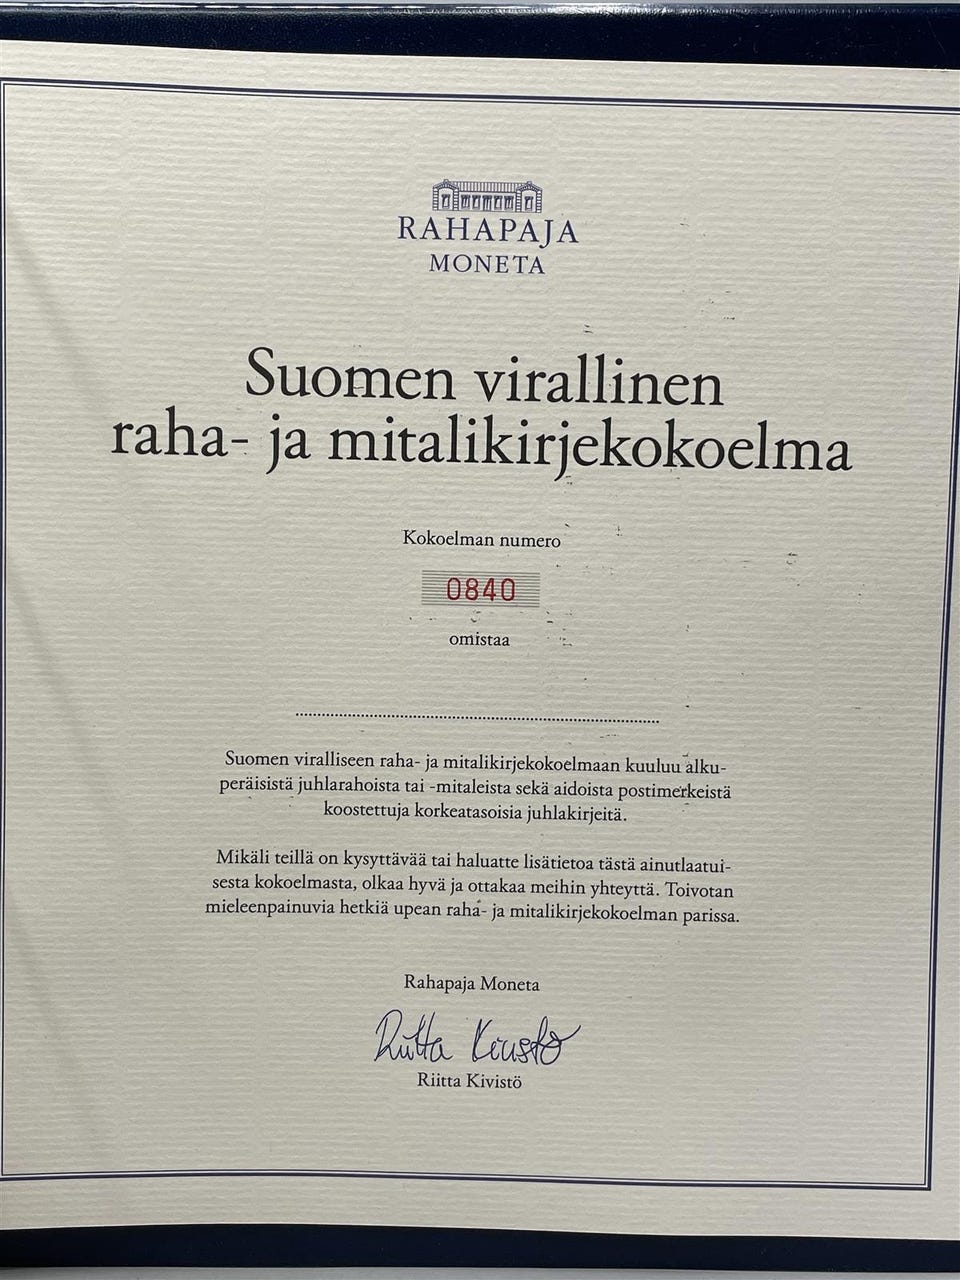 RAHAPAJA
MONETA
Suomen virallinen
raha- ja mitalikirjekokoelma
Kokoelman numero
0840
omistaa
Suomen viralliseen raha- ja mitalikirjekokoelmaan kuuluu alku-
peräisistä juhlarahoista tai -mitaleista sekä aidoista postimerkeistä
koostettuja korkeatasoisia juhlakirjeitä.
Mikäli teillä on kysyttävää tai haluatte lisätietoa tästä ainutlaatui-
sesta kokoelmasta, olkaa hyvä ja ottakaa meihin yhteyttä. Toivotan
mieleenpainuvia hetkiä upean raha- ja mitalikirjekokoelman parissa.
Rahapaja Moneta
Riitta Kivistö
Riitta Kivistö